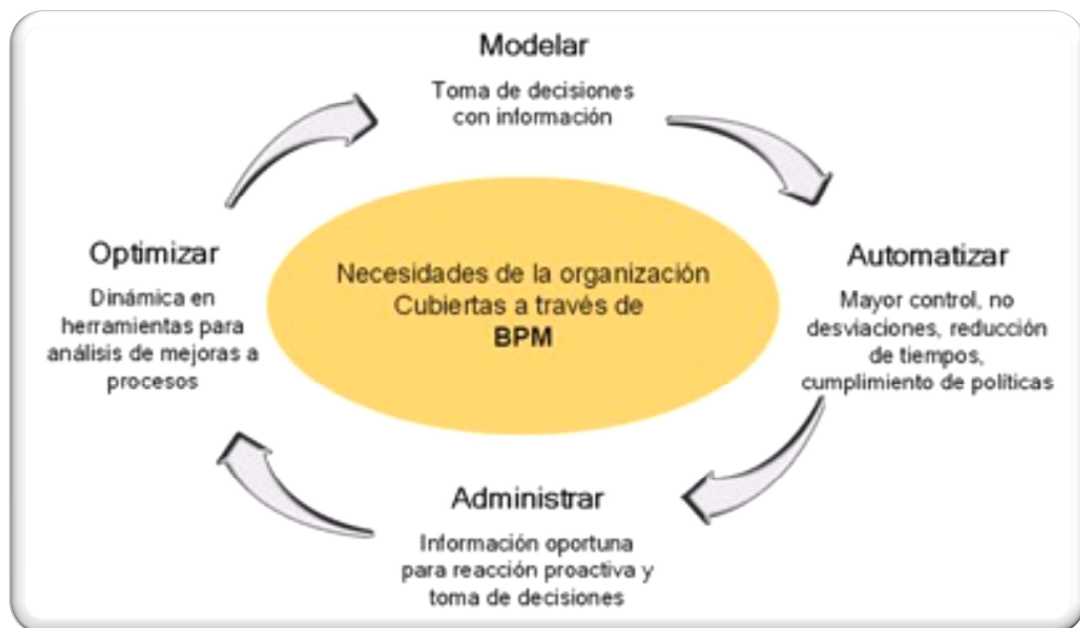 Modelar
Toma de decisiones
con información
Optimizar
Dinámica en
herramientas para
análisis de mejoras a
procesos
Necesidades de la organización
Cubiertas a través de
BPM
Automatizar
Mayor control, no
desviaciones, reducción
de tiempos,
cumplimiento de políticas
Administrar
Información oportuna
para reacción proactiva y
toma de decisiones